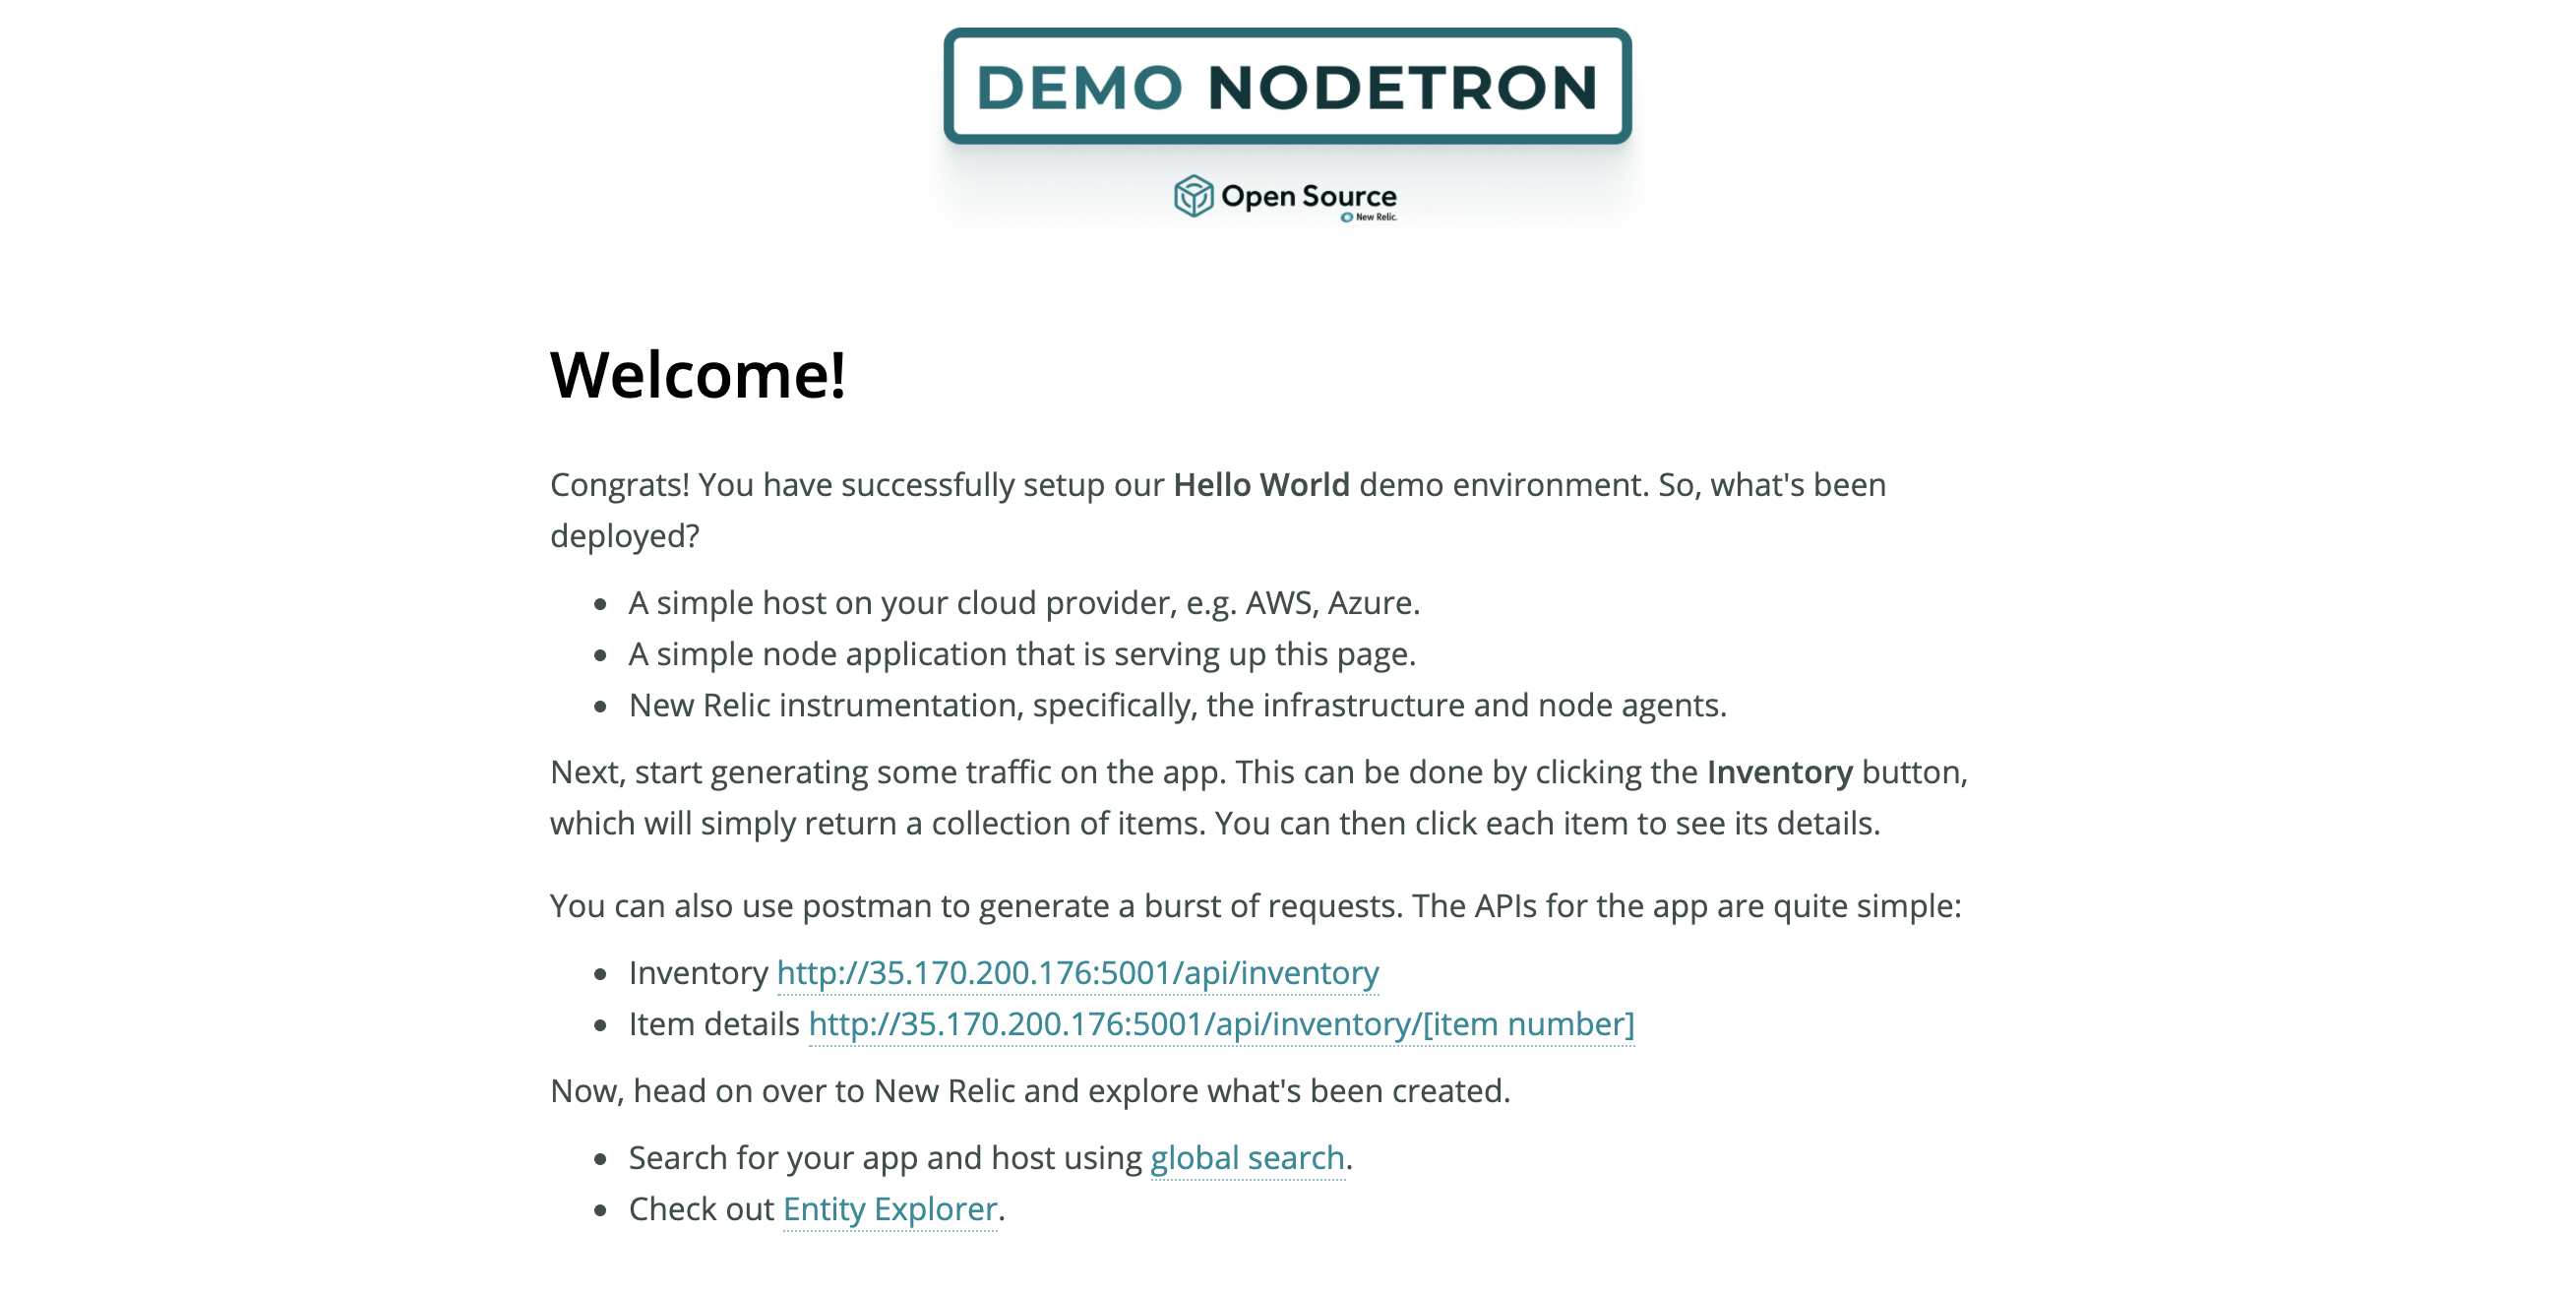 DEMO NODETRON
Open Source
New Relic.
Welcome!
Congrats! You have successfully setup our Hello World demo environment. So, what's been
deployed?
A simple host on your cloud provider, e.g. AWS, Azure.
A simple node application that is serving up this page.
New Relic instrumentation, specifically, the infrastructure and node agents.
Next, start generating some traffic on the app. This can be done by clicking the Inventory button,
which will simply return a collection of items. You can then click each item to see its details.
You can also use postman to generate a burst of requests. The APIs for the app are quite simple:
Inventory http://35.170.200.176:5001/api/inventory
Item details http://35.170.200.176:5001/api/inventory/[item number]
Now, head on over to New Relic and explore what's been created.
Search for your app and host using global search.
Check out Entity Explorer.